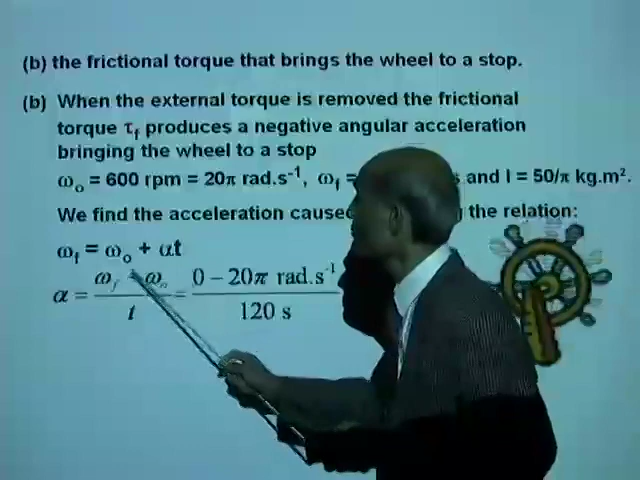 (b) the frictional torque that brings the wheel to a stop.
(b) When the external torque is removed the frictional
torque τf produces a negative angular acceleration
bringing the wheel to a stop
ωo = 600 rpm = 20π rad.s-1, ωf = and I = 50/π kg.m2.
We find the acceleration caused the relation:
ωf = ωo + αt
α = (ωf - ωo)/t = (0 - 20π rad.s-1)/(120 s)